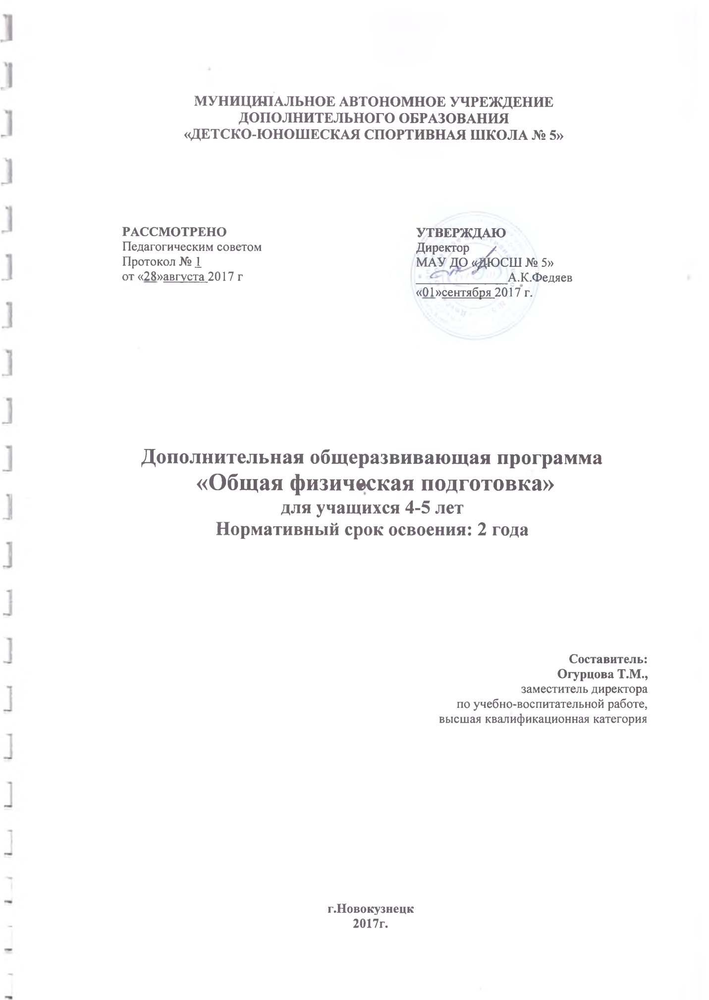 МУНИЦИПАЛЬНОЕ АВТОНОМНОЕ УЧРЕЖДЕНИЕ
ДОПОЛНИТЕЛЬНОГО ОБРАЗОВАНИЯ
«ДЕТСКО-ЮНОШЕСКАЯ СПОРТИВНАЯ ШКОЛА № 5»
РАССМОТРЕНО
Педагогическим советом
Протокол № 1
от «28»августа 2017 г
УТВЕРЖДАЮ
Директор
МАУ ДО «ДЮСШ № 5»
______________А.К.Федяев
«01»сентября 2017 г.
Дополнительная общеразвивающая программа
«Общая физическая подготовка»
для учащихся 4-5 лет
Нормативный срок освоения: 2 года
Составитель:
Огурцова Т.М.,
заместитель директора
по учебно-воспитательной работе,
высшая квалификационная категория
г.Новокузнецк
2017г.